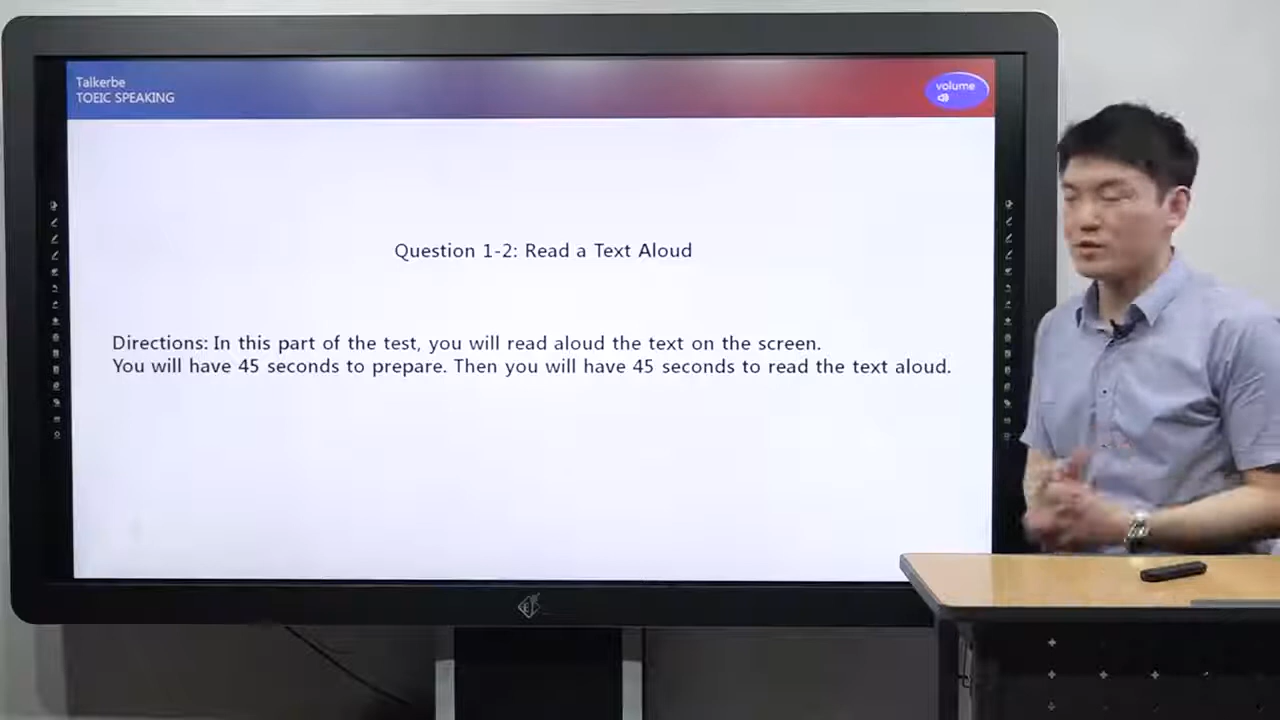 Talkerbe
TOEIC SPEAKING
volume
Question 1-2: Read a Text Aloud
Directions: In this part of the test, you will read aloud the text on the screen.
You will have 45 seconds to prepare. Then you will have 45 seconds to read the text aloud.